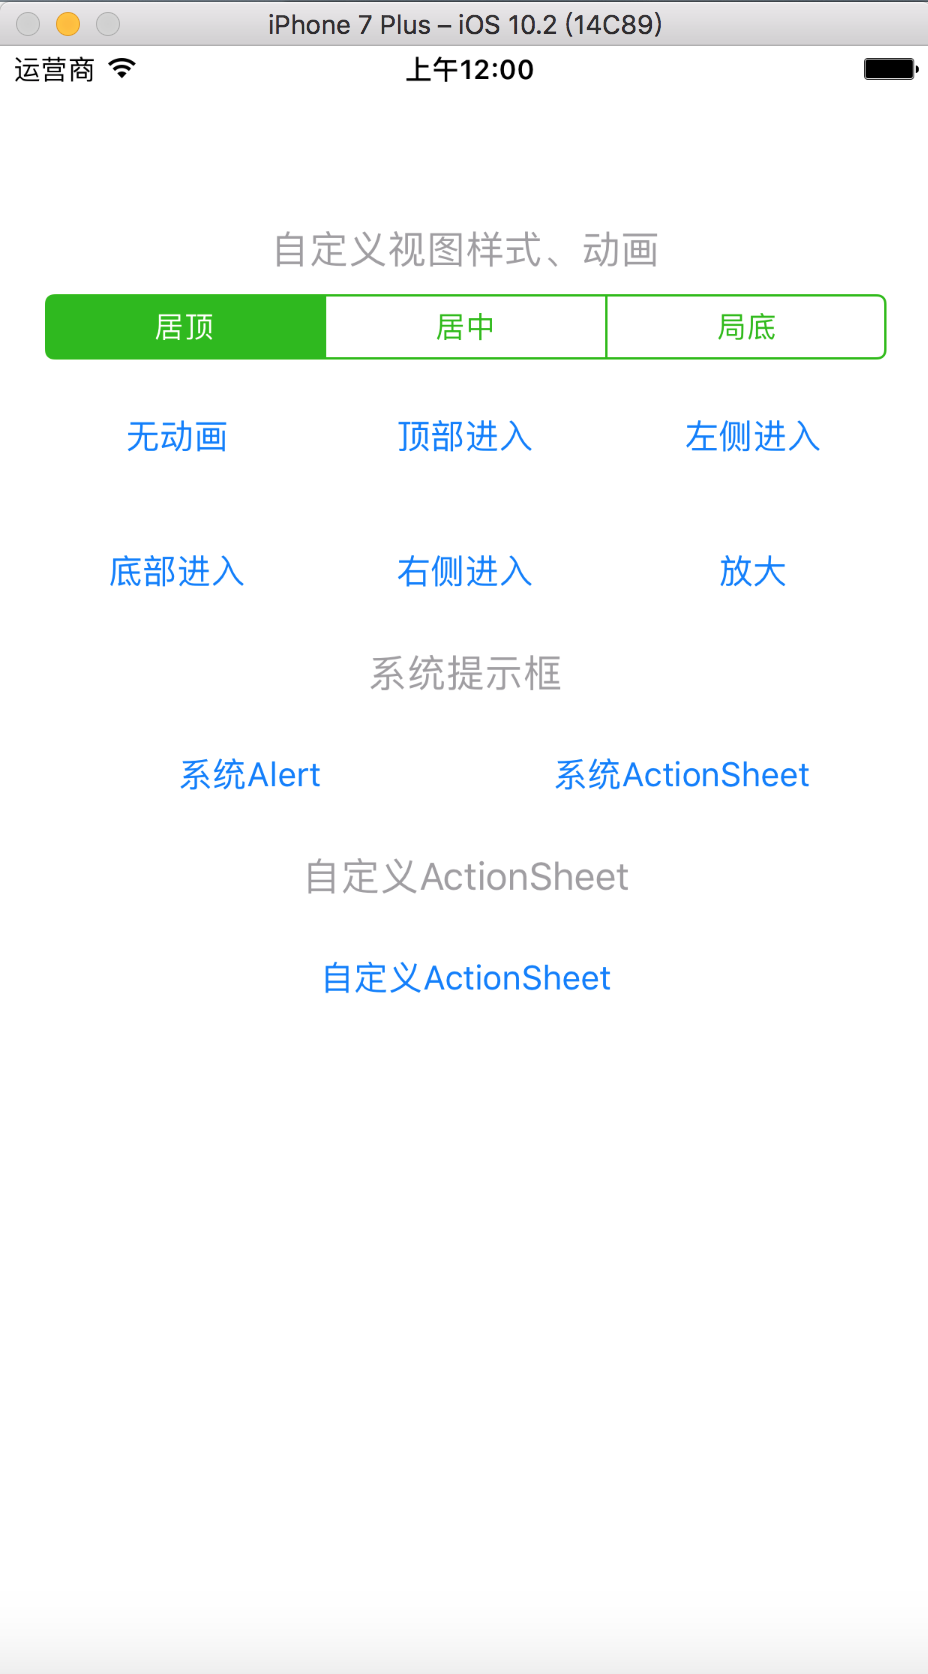 iPhone 7 Plus – iOS 10.2 (14C89)
运营商 上午12:00
自定义视图样式、动画
居顶 居中 局底
无动画 顶部进入 左侧进入
底部进入 右侧进入 放大
系统提示框
系统Alert 系统ActionSheet
自定义ActionSheet
自定义ActionSheet